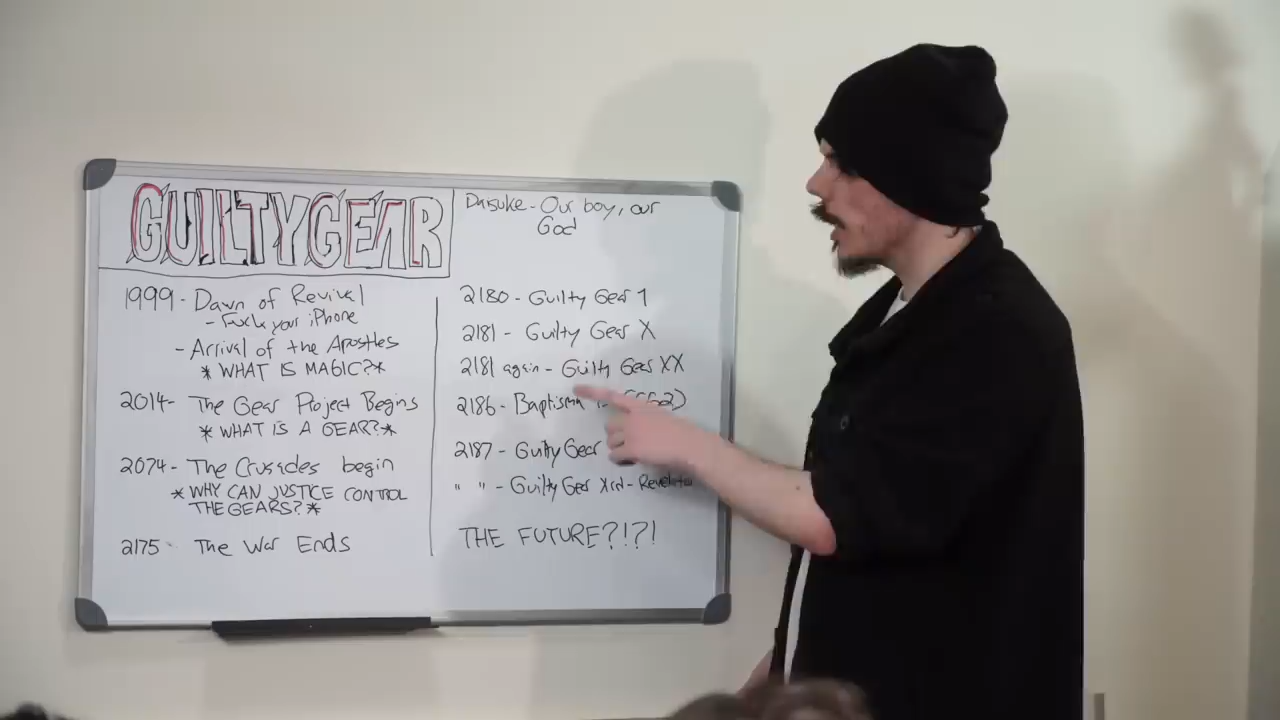 GUILTYGEAR
1999 - Dawn of Revival
- Fuck your iPhone
- Arrival of the Apostles
* WHAT IS MAGIC?*
2014- The Gear Project Begins
* WHAT IS A GEAR?*
2074 - The Crusades begin
* WHY CAN JUSTICE CONTROL
THE GEARS? *
2175 - The War Ends
Daisuke - Our boy, our
God
2180 - Guilty Gear 1
2181 - Guilty Gear X
2181 again - Guilty Gear XX
2186 - Baptisma
2187 - Guilty Gear
" " - Guilty Gear Xrd - Revelator
THE FUTURE?!?!